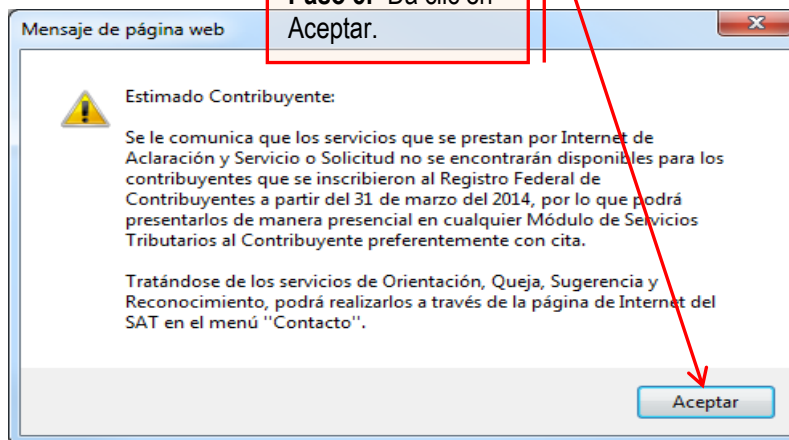 Da clic en
Aceptar.
Mensaje de página web
Estimado Contribuyente:
Se le comunica que los servicios que se prestan por Internet de
Aclaración y Servicio o Solicitud no se encontrarán disponibles para los
contribuyentes que se inscribieron al Registro Federal de
Contribuyentes a partir del 31 de marzo del 2014, por lo que podrá
presentarlos de manera presencial en cualquier Módulo de Servicios
Tributarios al Contribuyente preferentemente con cita.
Tratándose de los servicios de Orientación, Queja, Sugerencia y
Reconocimiento, podrá realizarlos a través de la página de Internet del
SAT en el menú ''Contacto''.
Aceptar